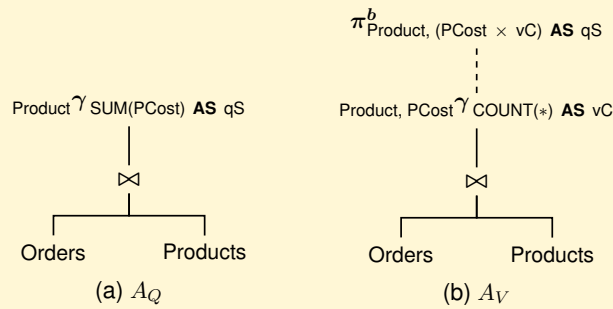 π^b Product, (PCost × vC) AS qS
Product γ SUM(PCost) AS qS
Product, PCost γ COUNT(∗) AS vC
⋈
⋈
Orders Products
Orders Products
(a) A_Q
(b) A_V